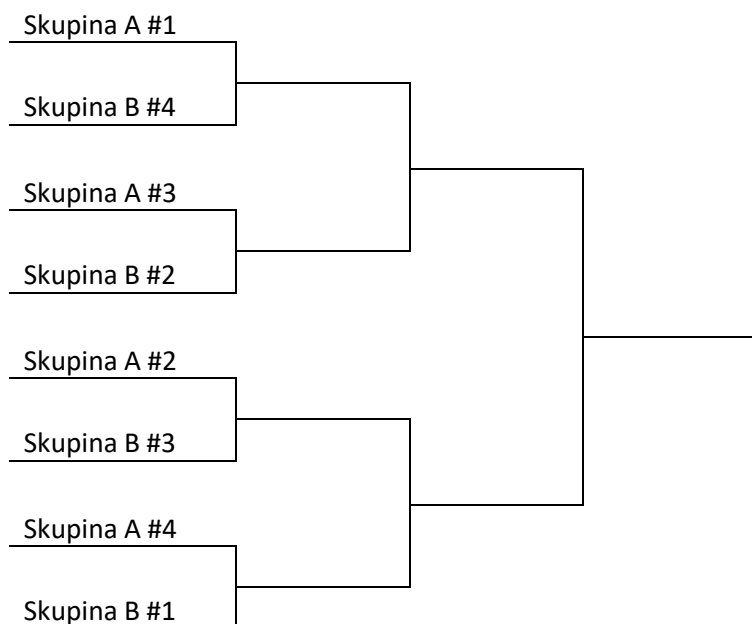 Skupina A #1
Skupina B #4
Skupina A #3
Skupina B #2
Skupina A #2
Skupina B #3
Skupina A #4
Skupina B #1